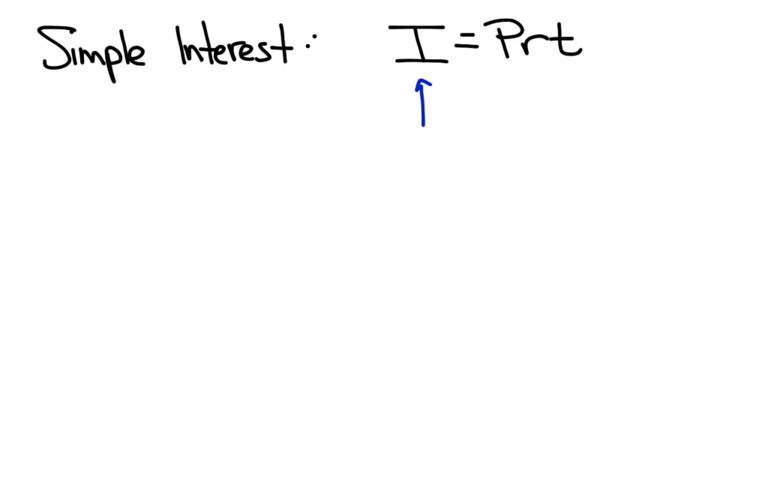 Simple Interest: I = Prt